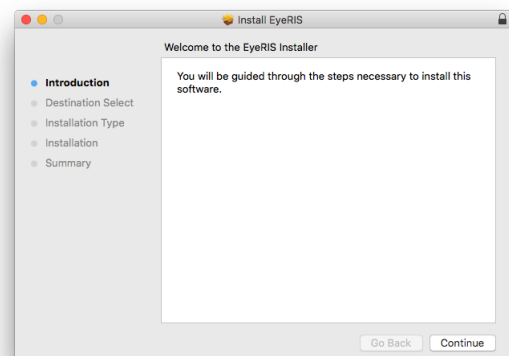 Install EyeRIS
Welcome to the EyeRIS Installer
Introduction
Destination Select
Installation Type
Installation
Summary
You will be guided through the steps necessary to install this
software.
Go Back
Continue